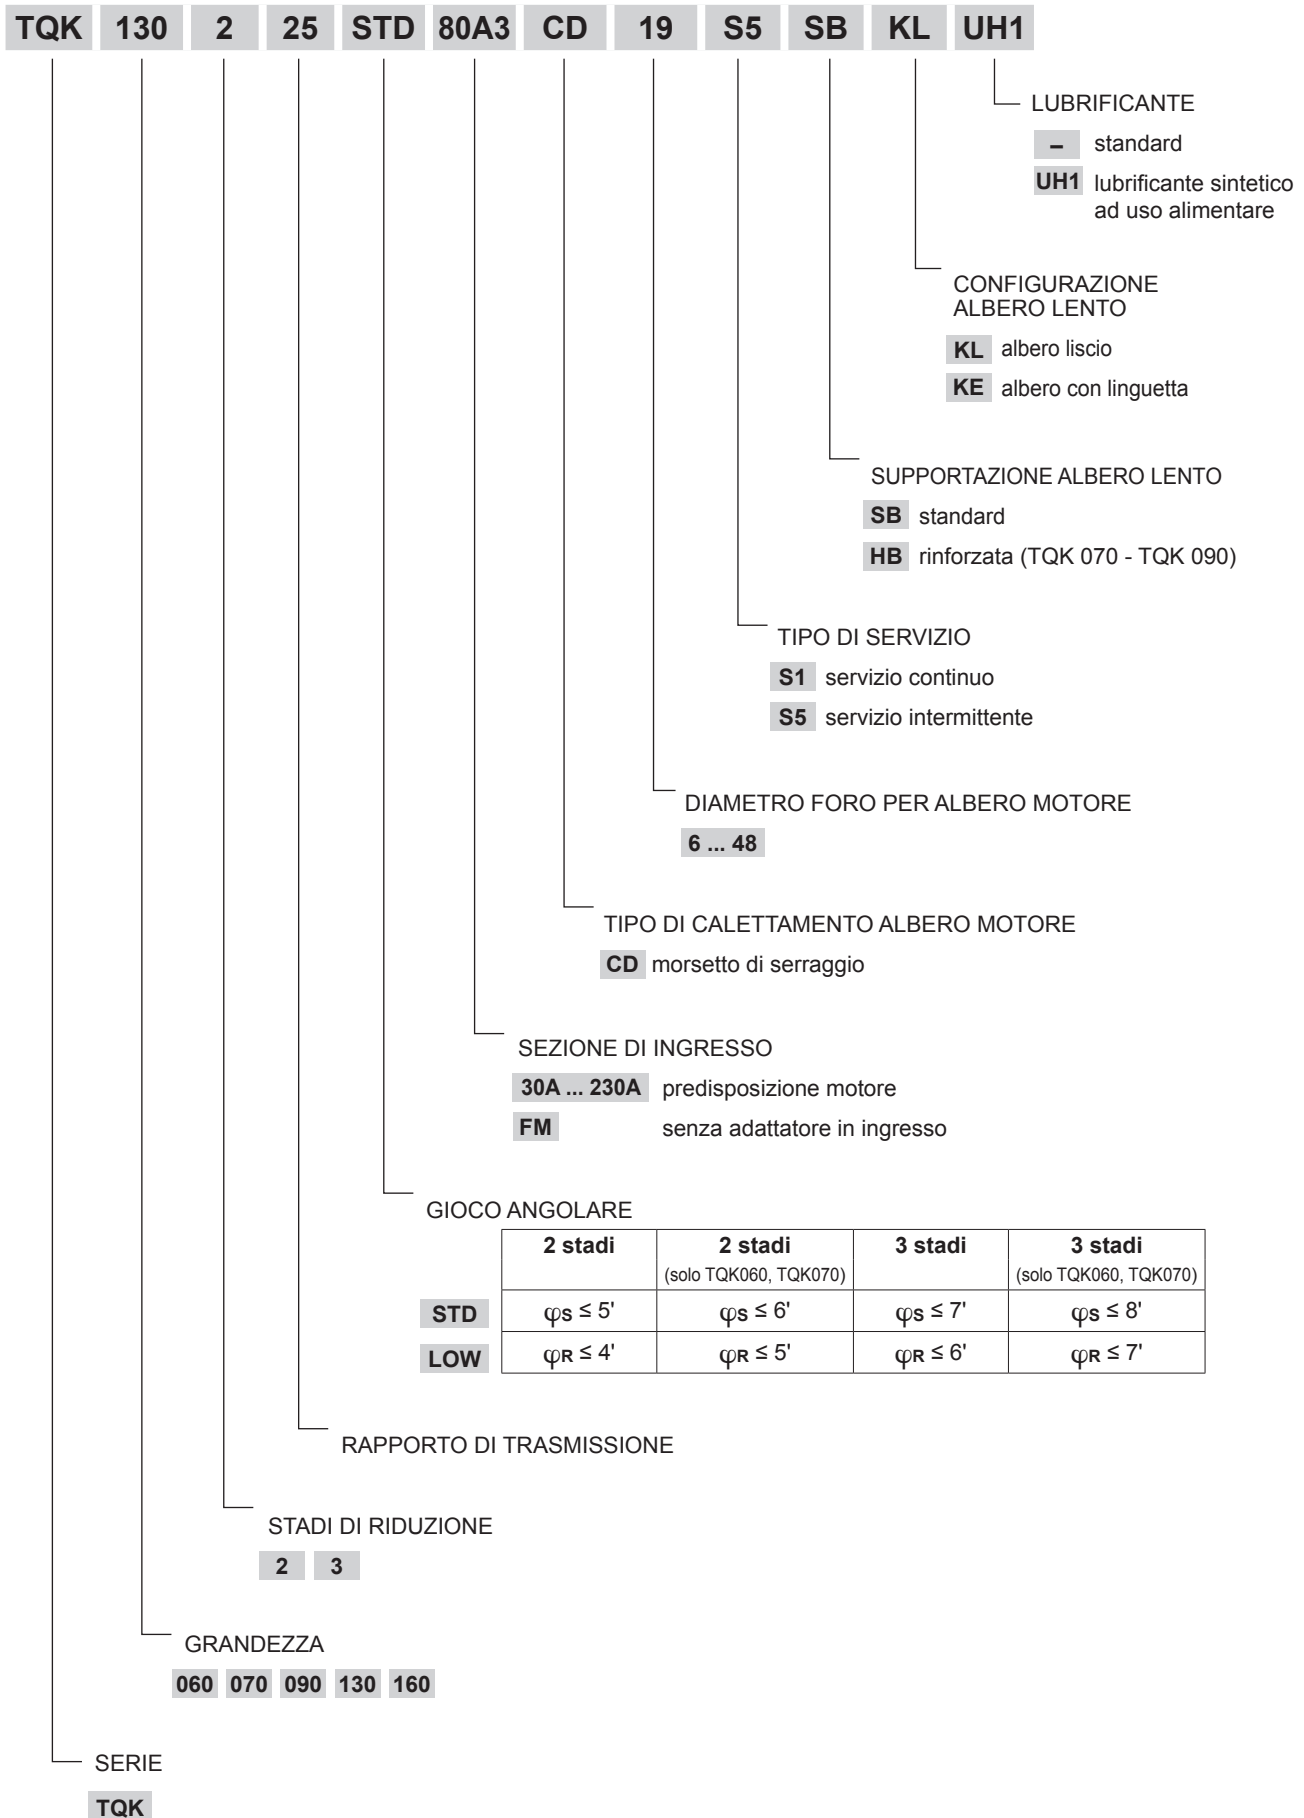 TQK 130 2 25 STD 80A3 CD 19 S5 SB KL UH1
LUBRIFICANTE
– standard
UH1 lubrificante sintetico
ad uso alimentare
CONFIGURAZIONE
ALBERO LENTO
KL albero liscio
KE albero con linguetta
SUPPORTAZIONE ALBERO LENTO
SB standard
HB rinforzata (TQK 070 - TQK 090)
TIPO DI SERVIZIO
S1 servizio continuo
S5 servizio intermittente
DIAMETRO FORO PER ALBERO MOTORE
6 ... 48
TIPO DI CALETTAMENTO ALBERO MOTORE
CD morsetto di serraggio
SEZIONE DI INGRESSO
30A ... 230A predisposizione motore
FM senza adattatore in ingresso
GIOCO ANGOLARE
2 stadi 2 stadi 3 stadi 3 stadi
(solo TQK060, TQK070) (solo TQK060, TQK070)
STD φS ≤ 5' φS ≤ 6' φS ≤ 7' φS ≤ 8'
LOW φR ≤ 4' φR ≤ 5' φR ≤ 6' φR ≤ 7'
RAPPORTO DI TRASMISSIONE
STADI DI RIDUZIONE
2 3
GRANDEZZA
060 070 090 130 160
SERIE
TQK